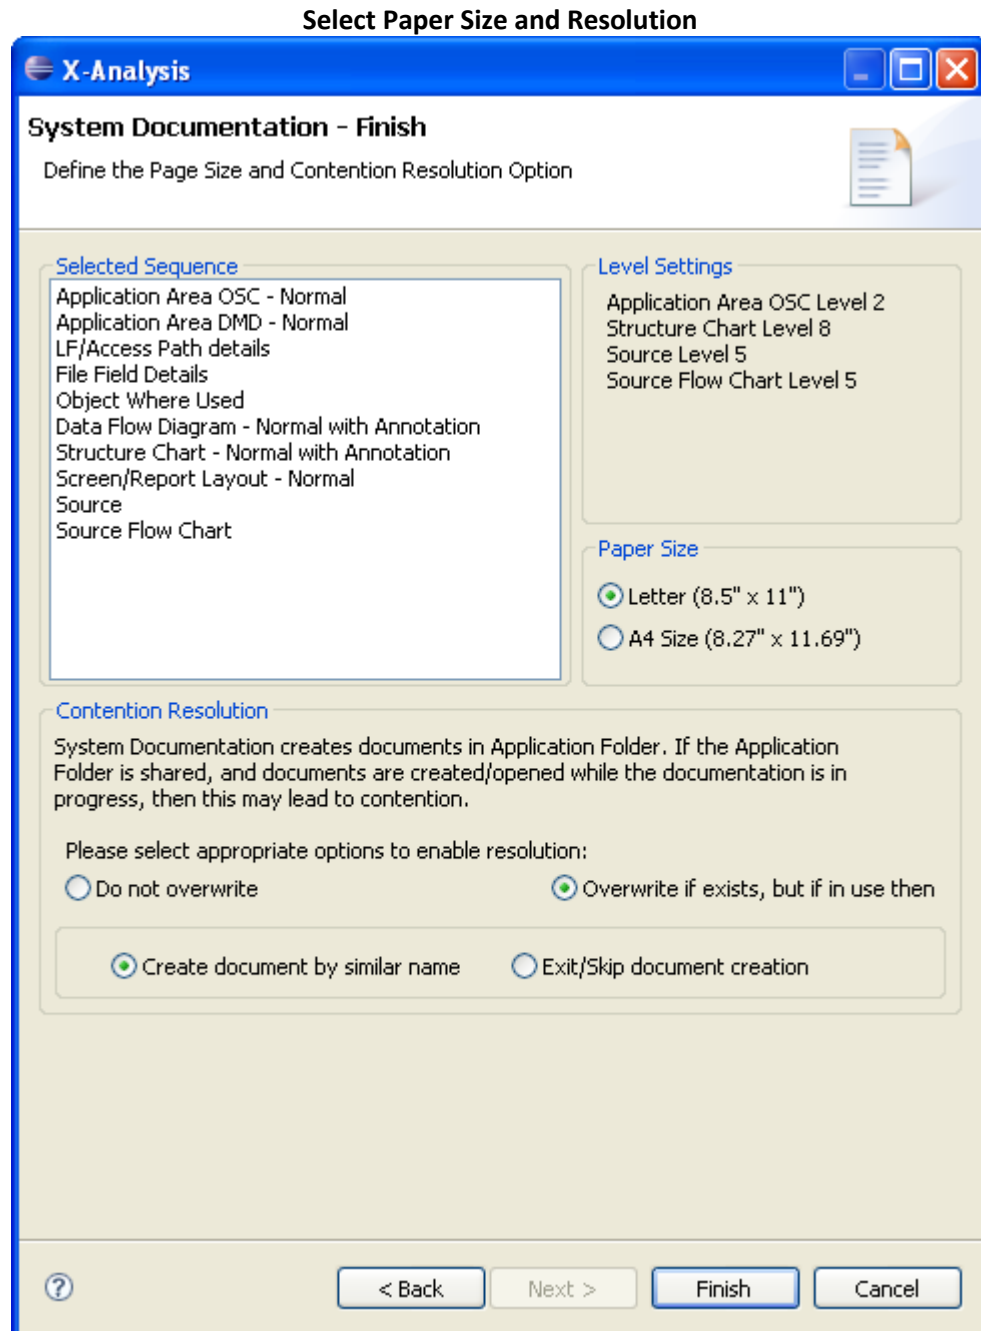 Select Paper Size and Resolution
X-Analysis
System Documentation - Finish
Define the Page Size and Contention Resolution Option
Selected Sequence
Application Area OSC - Normal
Application Area DMD - Normal
LF/Access Path details
File Field Details
Object Where Used
Data Flow Diagram - Normal with Annotation
Structure Chart - Normal with Annotation
Screen/Report Layout - Normal
Source
Source Flow Chart
Level Settings
Application Area OSC Level 2
Structure Chart Level 8
Source Level 5
Source Flow Chart Level 5
Paper Size
Letter (8.5" x 11")
A4 Size (8.27" x 11.69")
Contention Resolution
System Documentation creates documents in Application Folder. If the Application
Folder is shared, and documents are created/opened while the documentation is in
progress, then this may lead to contention.
Please select appropriate options to enable resolution:
Do not overwrite
Overwrite if exists, but if in use then
Create document by similar name
Exit/Skip document creation
?
< Back
Next >
Finish
Cancel